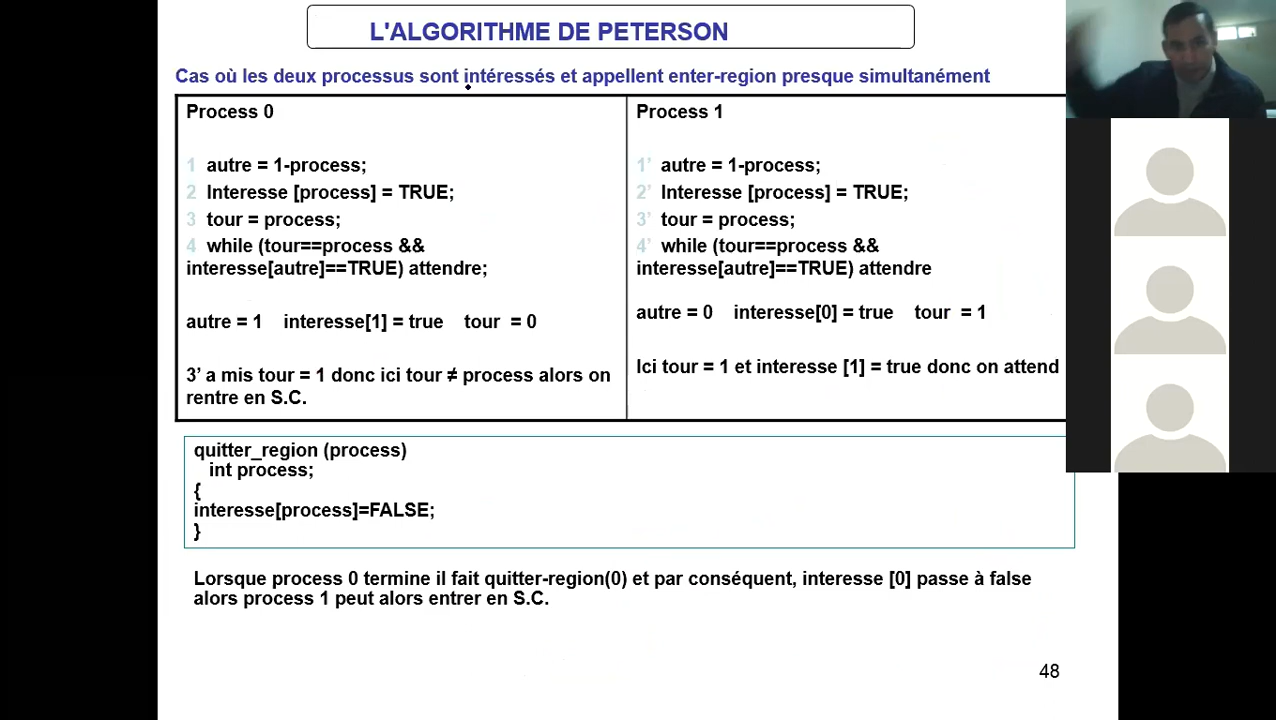 L'ALGORITHME DE PETERSON
Cas où les deux processus sont intéressés et appellent enter-region presque simultanément
Process 0
1 autre = 1-process;
2 Interesse [process] = TRUE;
3 tour = process;
4 while (tour==process &&
interesse[autre]==TRUE) attendre;
autre = 1 interesse[1] = true tour = 0
3’ a mis tour = 1 donc ici tour ≠ process alors on
rentre en S.C.
Process 1
1’ autre = 1-process;
2’ Interesse [process] = TRUE;
3’ tour = process;
4’ while (tour==process &&
interesse[autre]==TRUE) attendre
autre = 0 interesse[0] = true tour = 1
Ici tour = 1 et interesse [1] = true donc on attend
quitter_region (process)
int process;
{
interesse[process]=FALSE;
}
Lorsque process 0 termine il fait quitter-region(0) et par conséquent, interesse [0] passe à false
alors process 1 peut alors entrer en S.C.
48